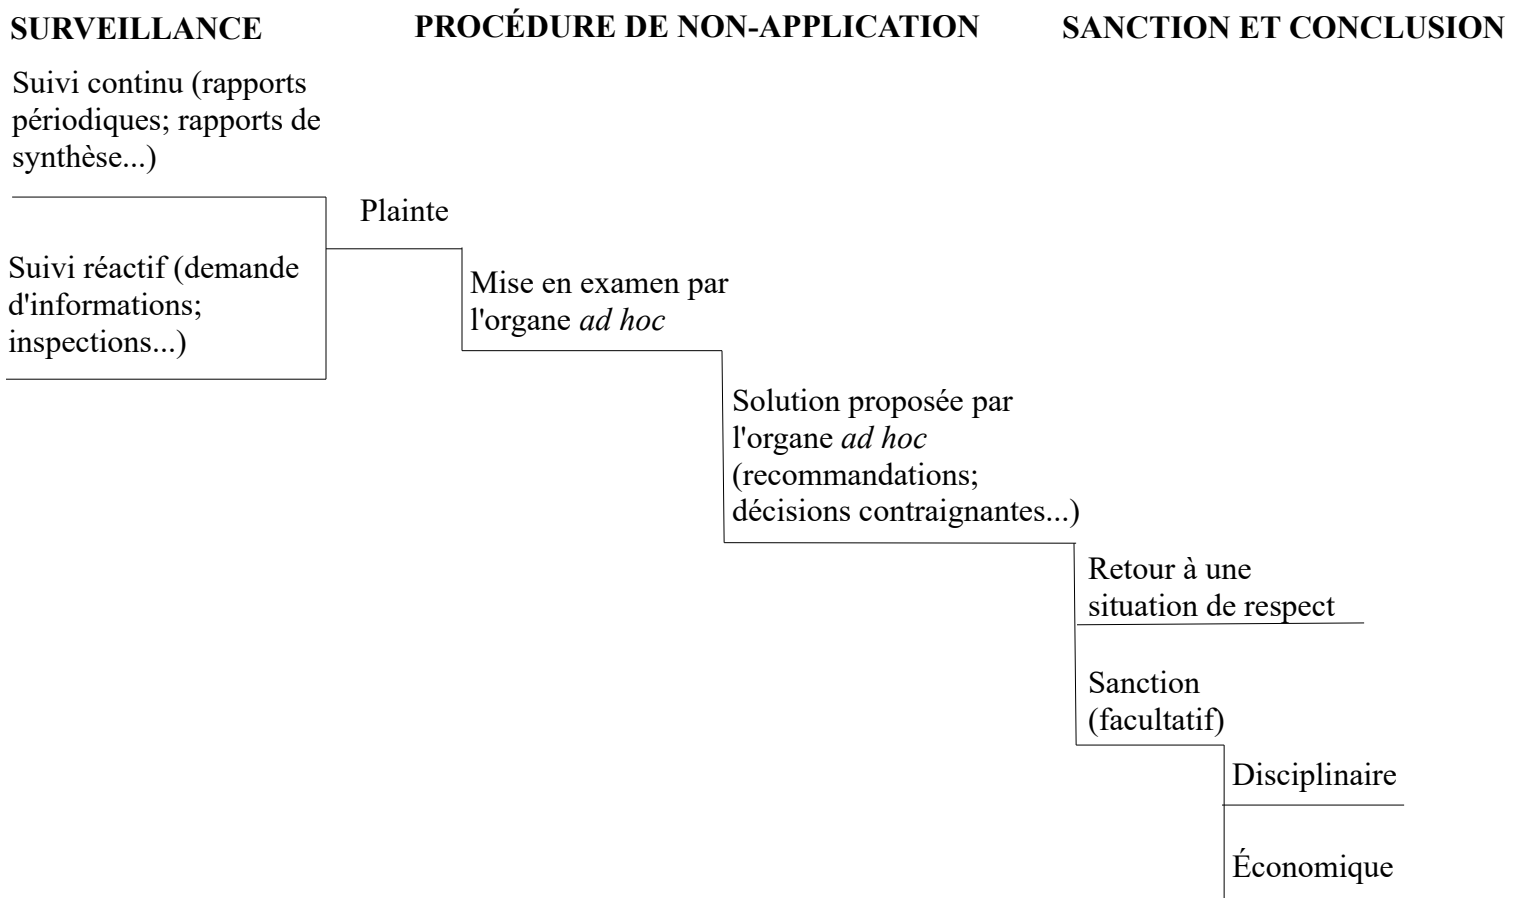 SURVEILLANCE
PROCÉDURE DE NON-APPLICATION
SANCTION ET CONCLUSION
Suivi continu (rapports
périodiques; rapports de
synthèse...)
Plainte
Suivi réactif (demande
d'informations;
inspections...)
Mise en examen par
l'organe ad hoc
Solution proposée par
l'organe ad hoc
(recommandations;
décisions contraignantes...)
Retour à une
situation de respect
Sanction
(facultatif)
Disciplinaire
Économique